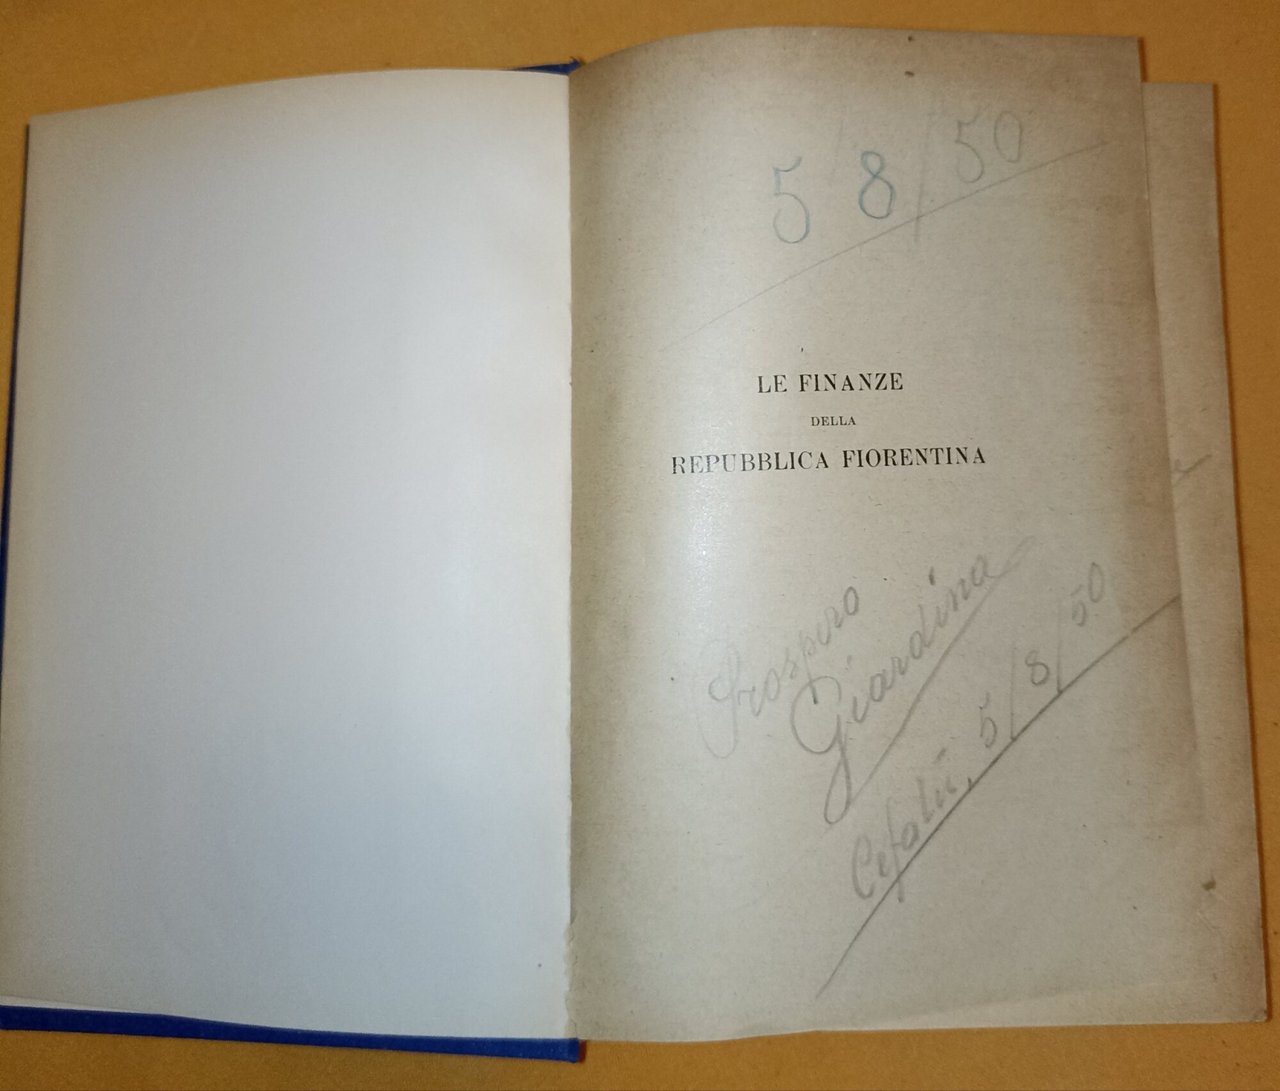 5 8/50
LE FINANZE
DELLA
REPUBBLICA FIORENTINA
Prospero
Giardina
Cefalù, 5/8/50